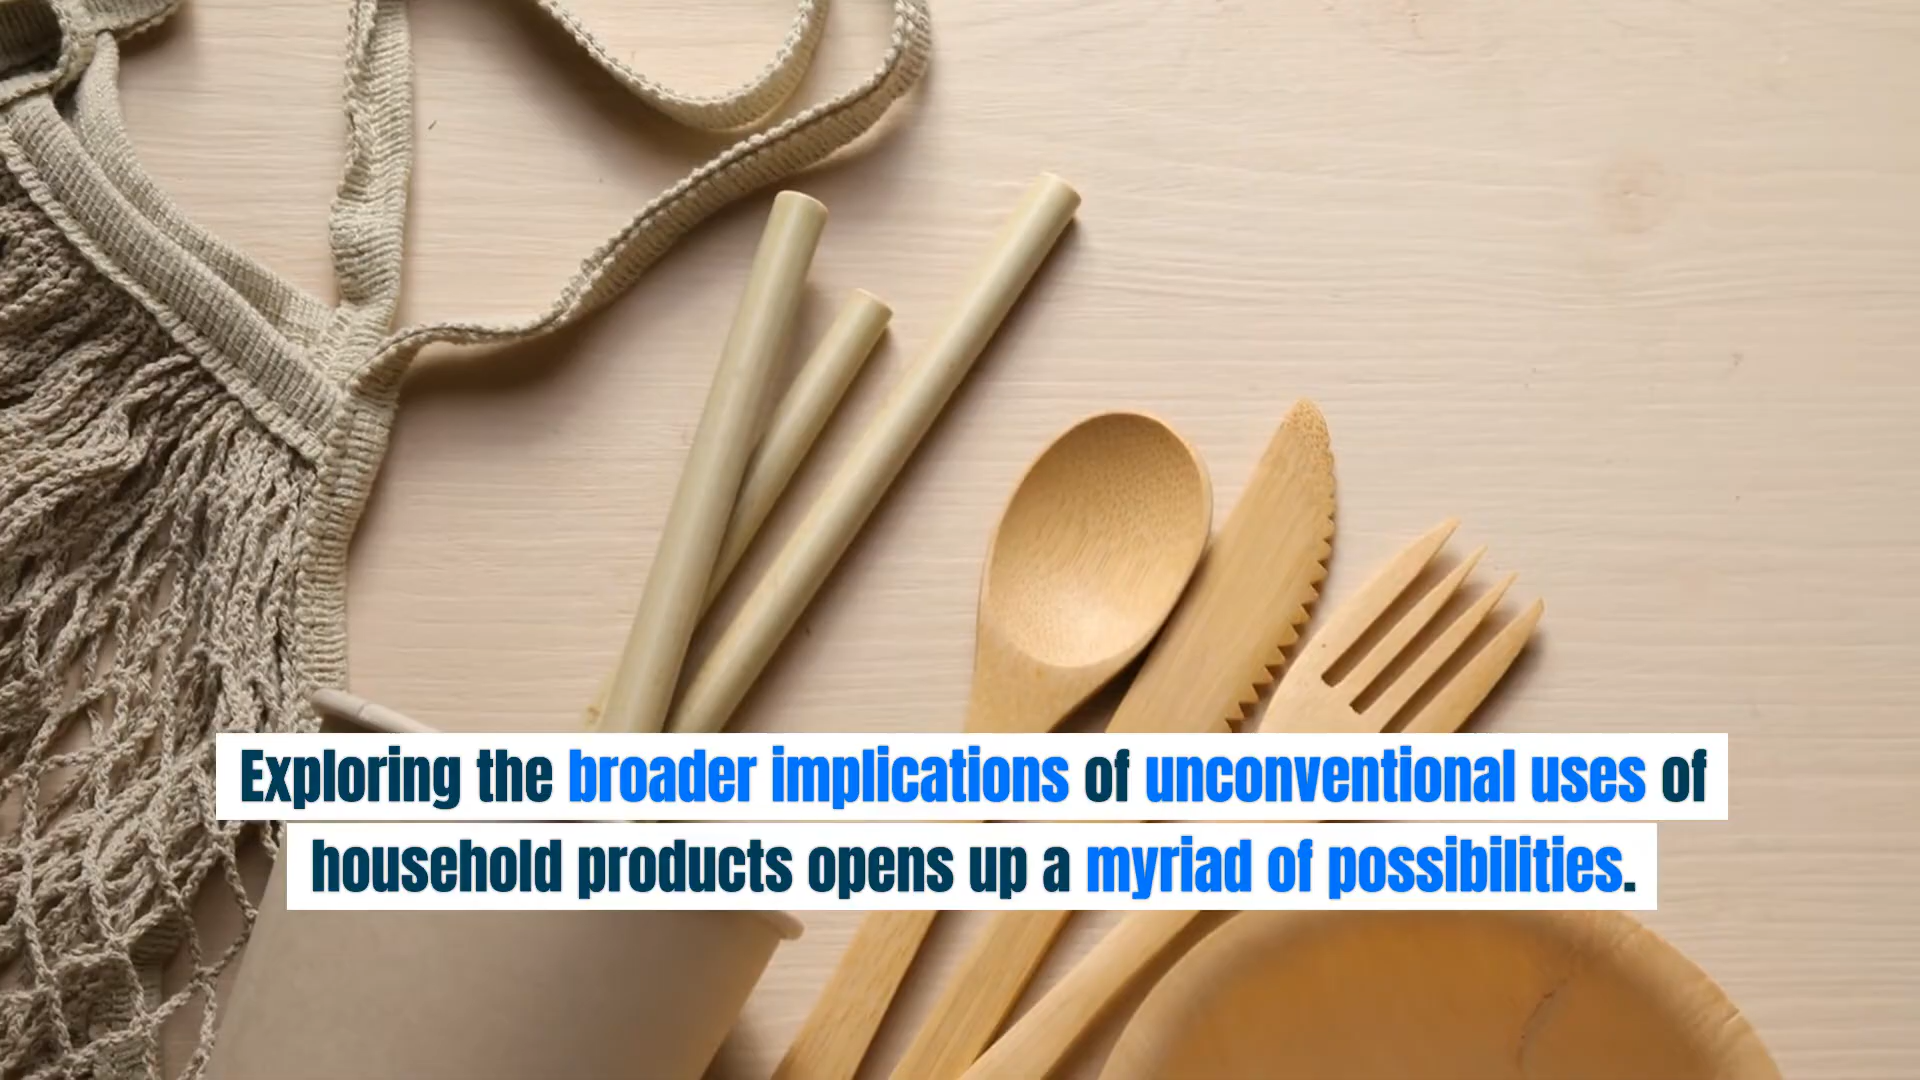 Exploring the broader implications of unconventional uses of
household products opens up a myriad of possibilities.